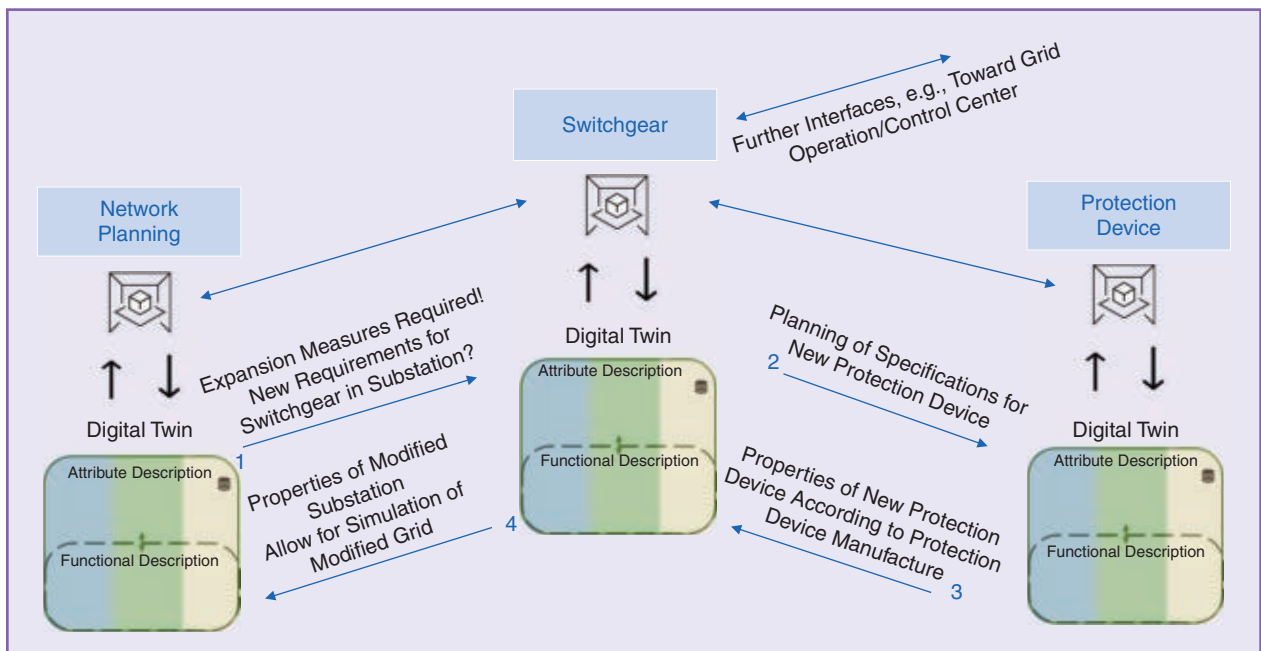 Further Interfaces, e.g., Toward Grid
Operation/Control Center
Switchgear
Network
Planning
Protection
Device
Expansion Measures Required!
New Requirements for
Switchgear in Substation?
1
Digital Twin
Attribute Description
Functional Description
Planning of Specifications for
New Protection Device
2
Digital Twin
Attribute Description
Functional Description
Properties of Modified
Substation
Allow for Simulation of
Modified Grid
4
Properties of New Protection
Device According to Protection
Device Manufacture
3
Digital Twin
Attribute Description
Functional Description